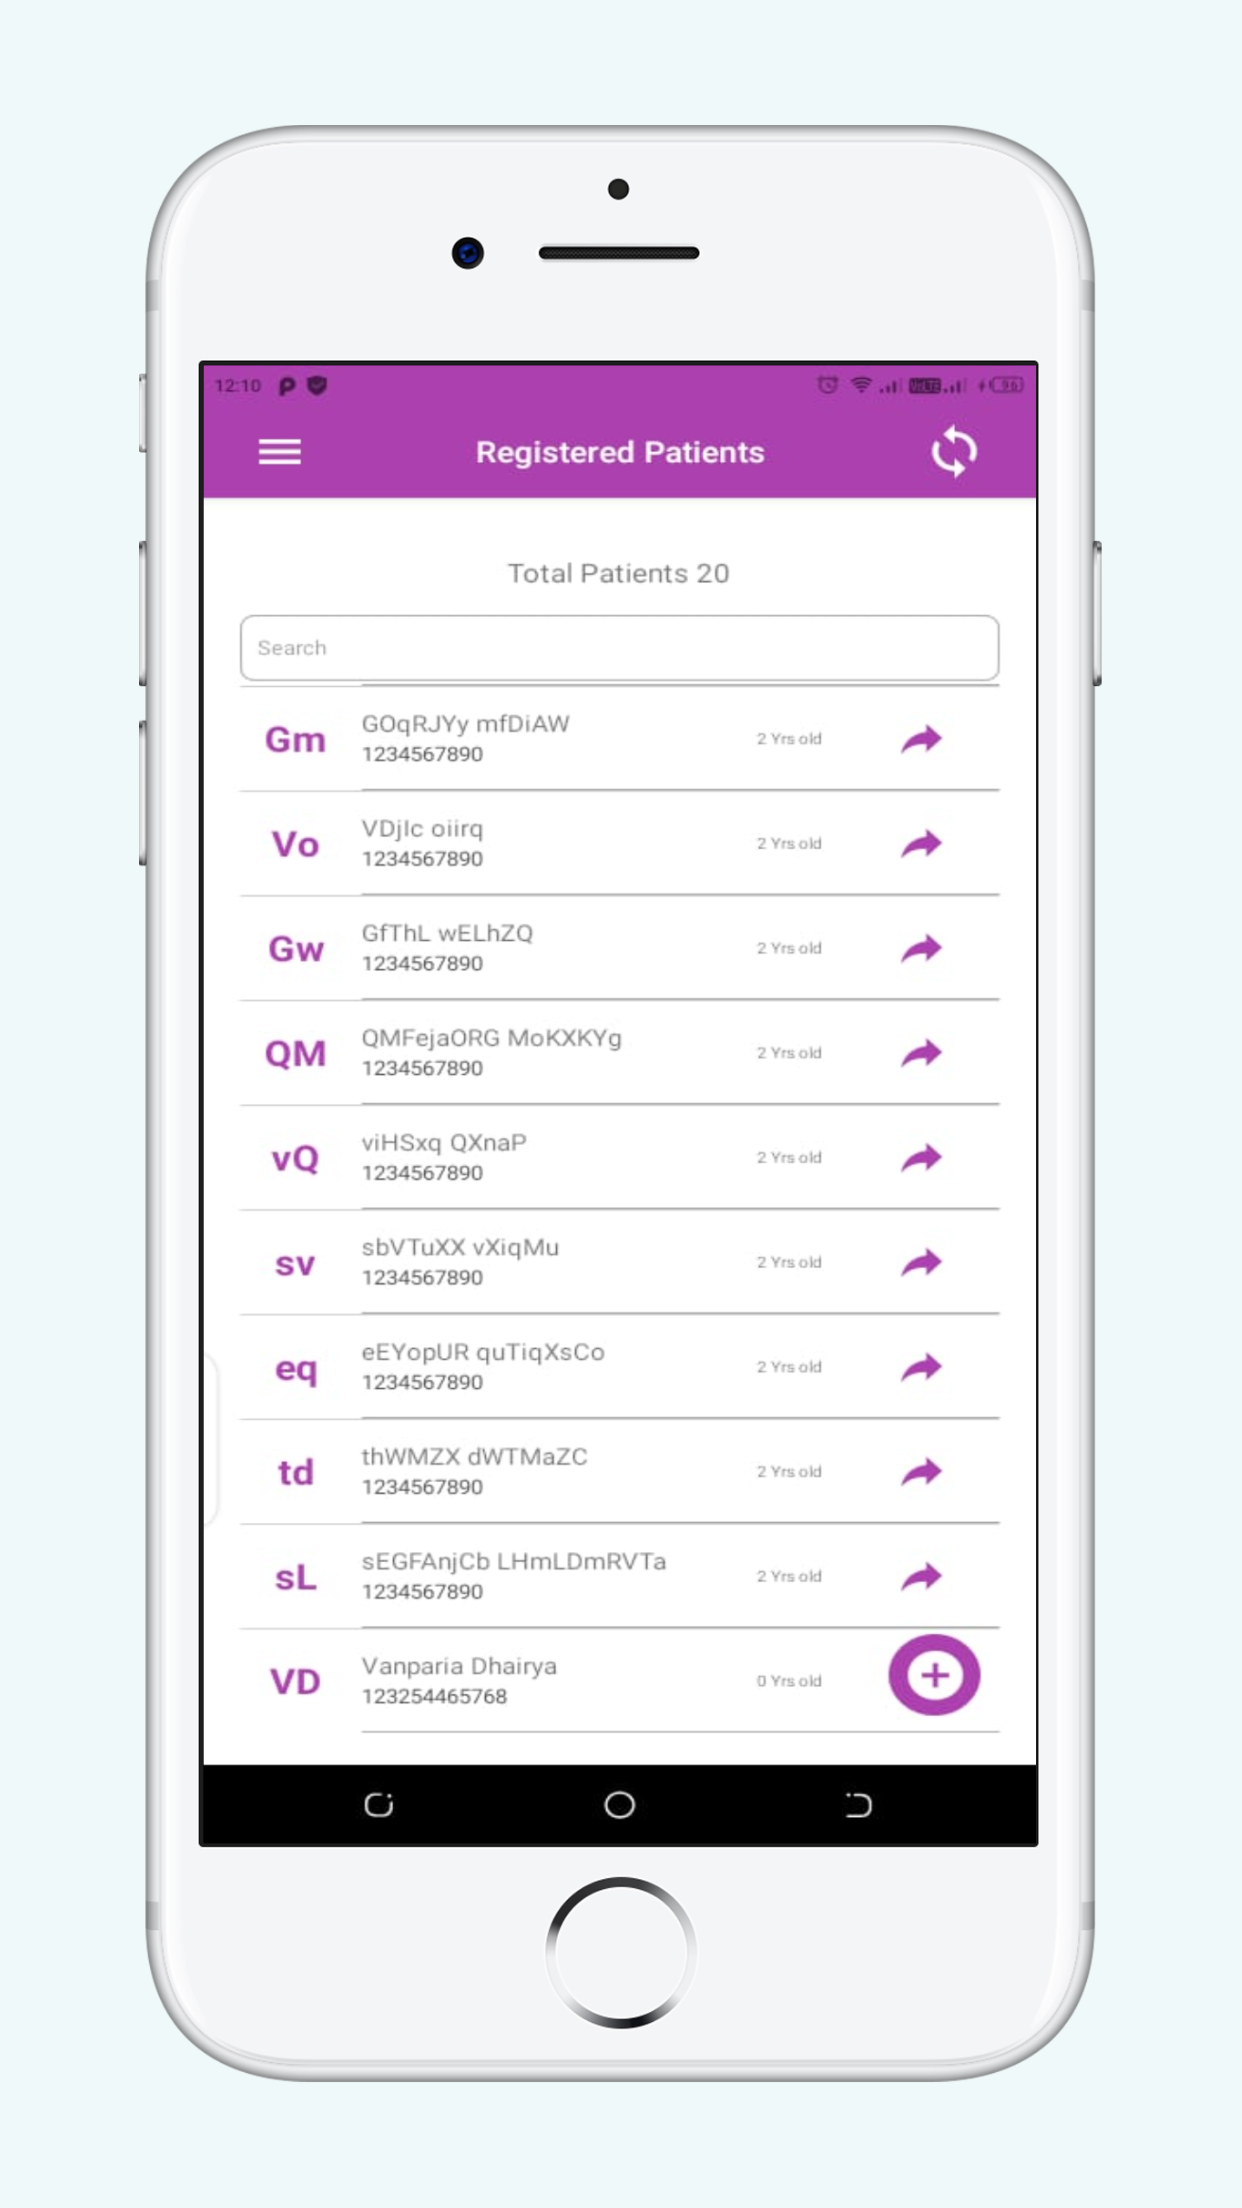 12:10
VoLTE
96
Registered Patients
Total Patients 20
Search
Gm
GOqRJYy mfDiAW
1234567890
2 Yrs old
Vo
VDjlc oiirq
1234567890
2 Yrs old
Gw
GfThL wELhZQ
1234567890
2 Yrs old
QM
QMFejaORG MoKXKYg
1234567890
2 Yrs old
vQ
viHSxq QXnaP
1234567890
2 Yrs old
sv
sbVTuXX vXiqMu
1234567890
2 Yrs old
eq
eEYopUR quTiqXsCo
1234567890
2 Yrs old
td
thWMZX dWTMaZC
1234567890
2 Yrs old
sL
sEGFAnjCb LHmLDmRVTa
1234567890
2 Yrs old
VD
Vanparia Dhairya
123254465768
0 Yrs old